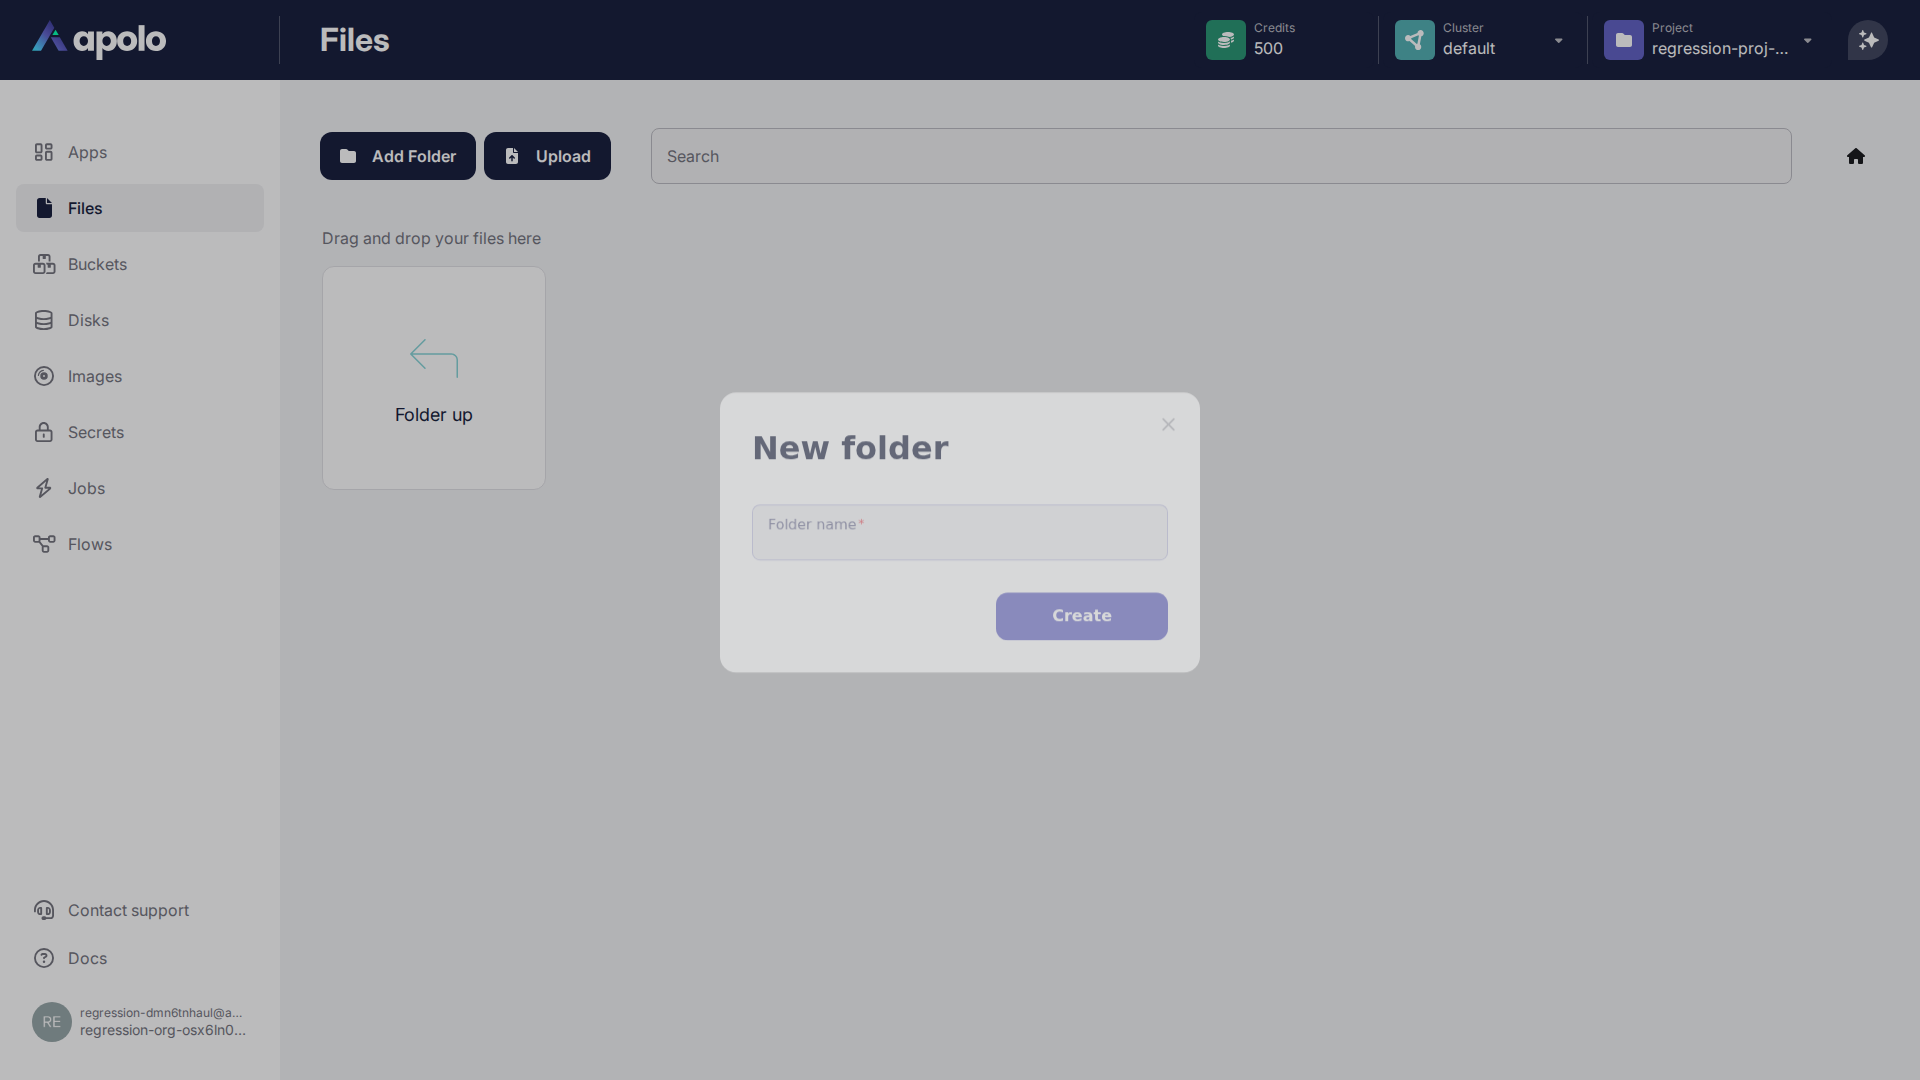 apolo
Files
Credits
500
Cluster
default
Project
regression-proj-...
Apps
Files
Buckets
Disks
Images
Secrets
Jobs
Flows
Contact support
Docs
RE
regression-dmn6tnhaul@a...
regression-org-osx6ln0...
Add Folder
Upload
Search
Drag and drop your files here
Folder up
New folder
Folder name*
Create